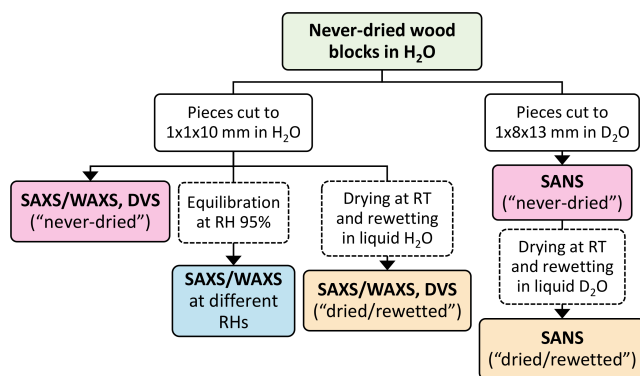 Never-dried wood
blocks in H₂O
Pieces cut to
1x1x10 mm in H₂O
Pieces cut to
1x8x13 mm in D₂O
SAXS/WAXS, DVS
(“never-dried”)
Equilibration
at RH 95%
Drying at RT
and rewetting
in liquid H₂O
SANS
(“never-dried”)
SAXS/WAXS
at different
RHs
SAXS/WAXS, DVS
(“dried/rewetted”)
Drying at RT
and rewetting
in liquid D₂O
SANS
(“dried/rewetted”)